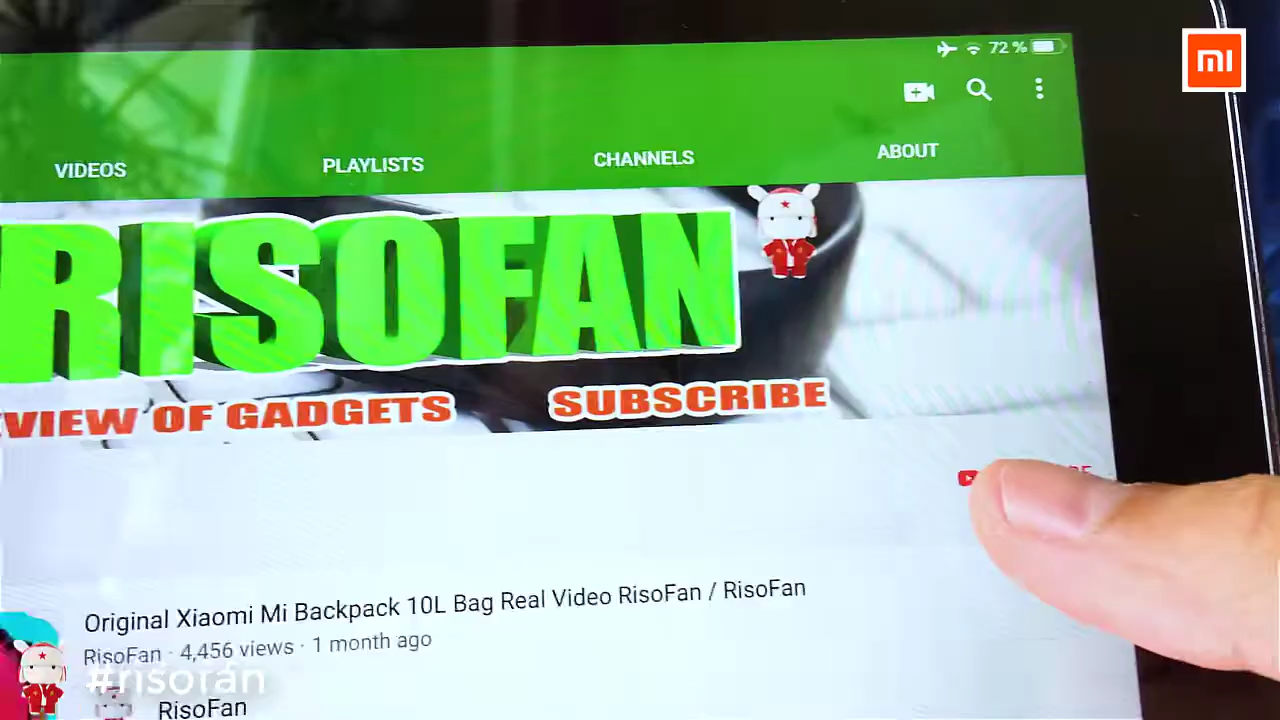 72 %
mi
VIDEOS PLAYLISTS CHANNELS ABOUT
RISOFAN
VIEW OF GADGETS SUBSCRIBE
Original Xiaomi Mi Backpack 10L Bag Real Video RisoFan / RisoFan
RisoFan · 4,456 views · 1 month ago
#risofan
RisoFan